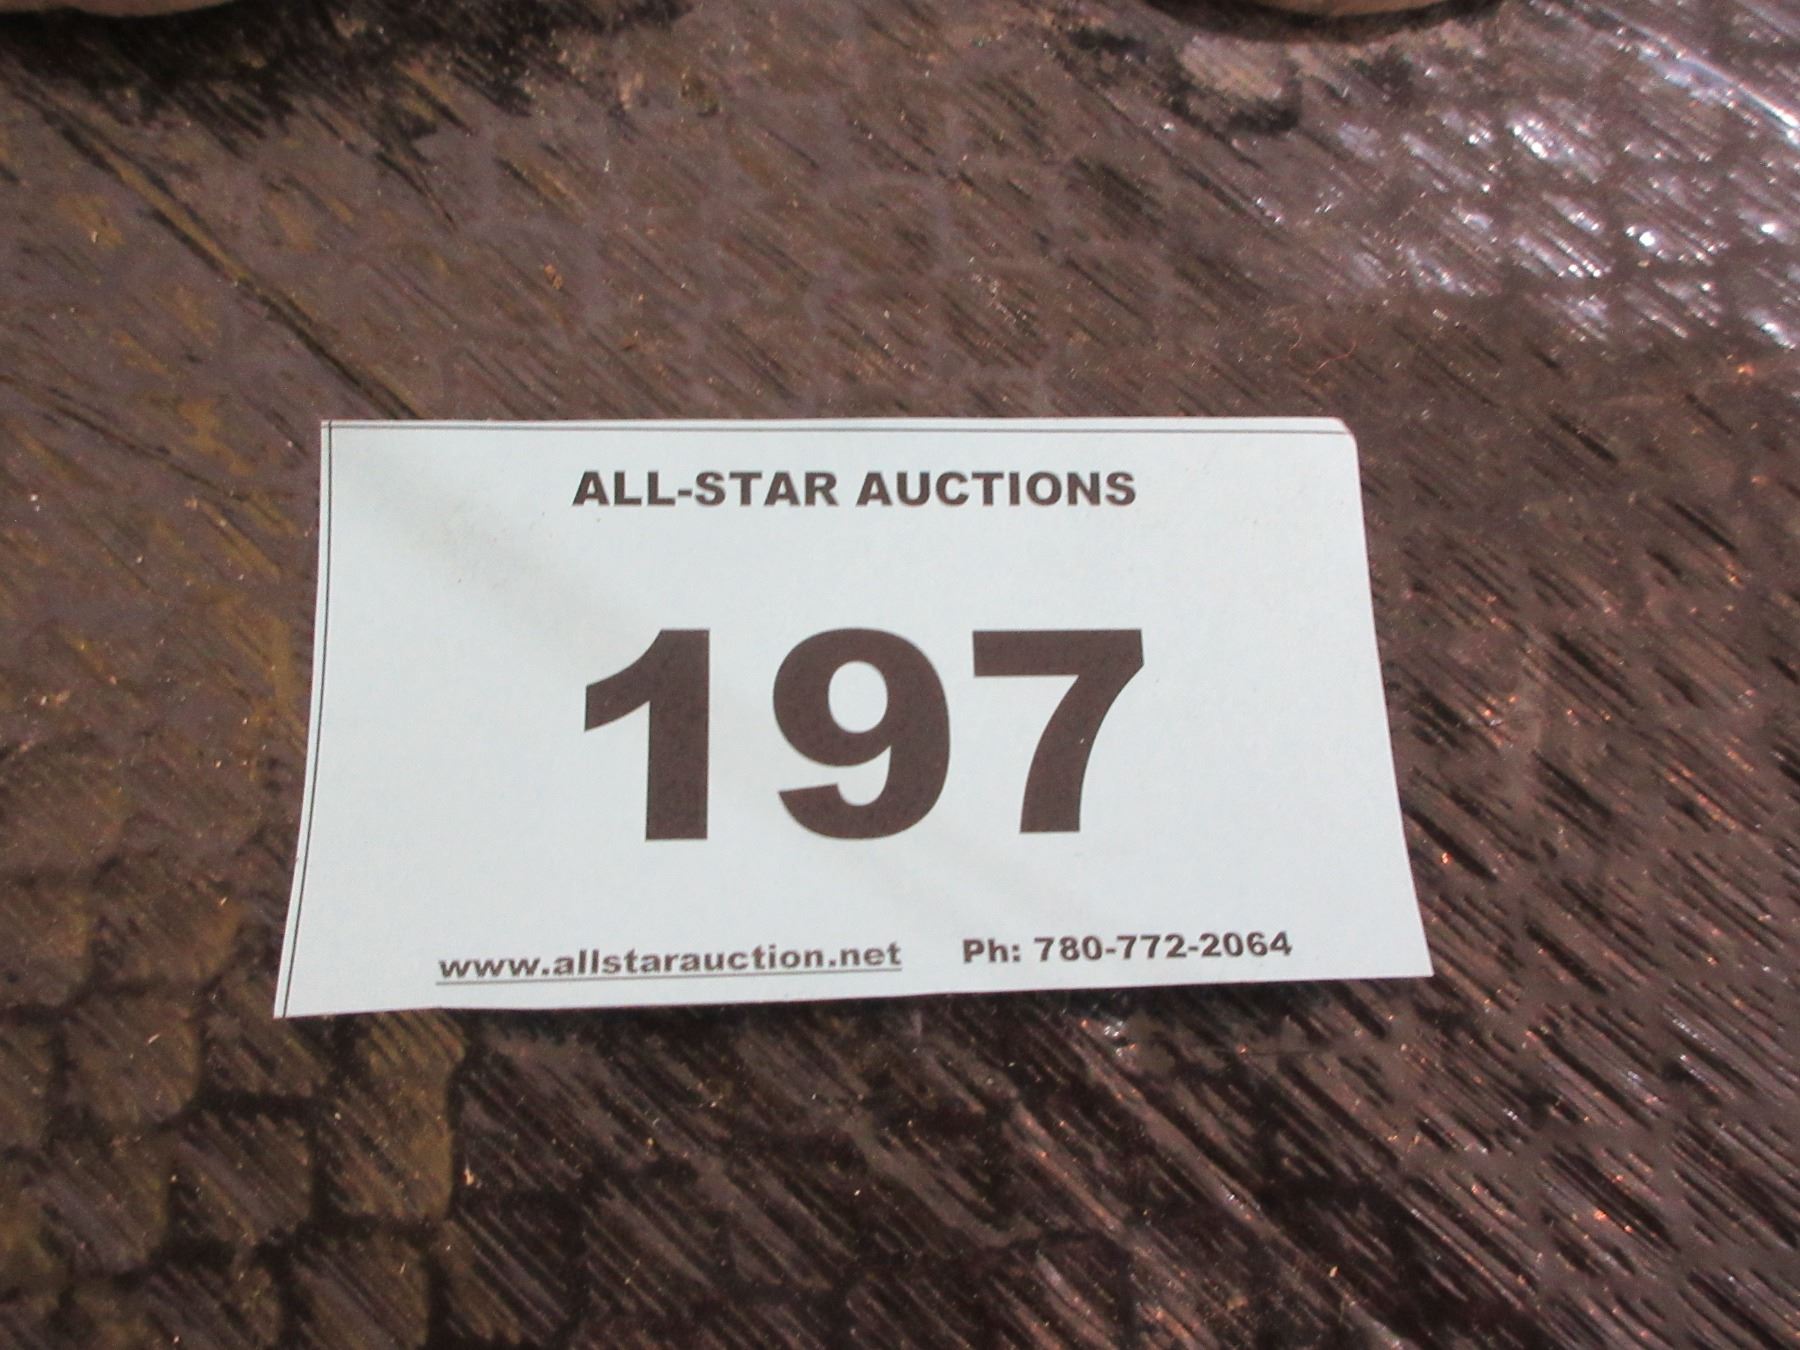 ALL-STAR AUCTIONS
197
www.allstarauction.net Ph: 780-772-2064